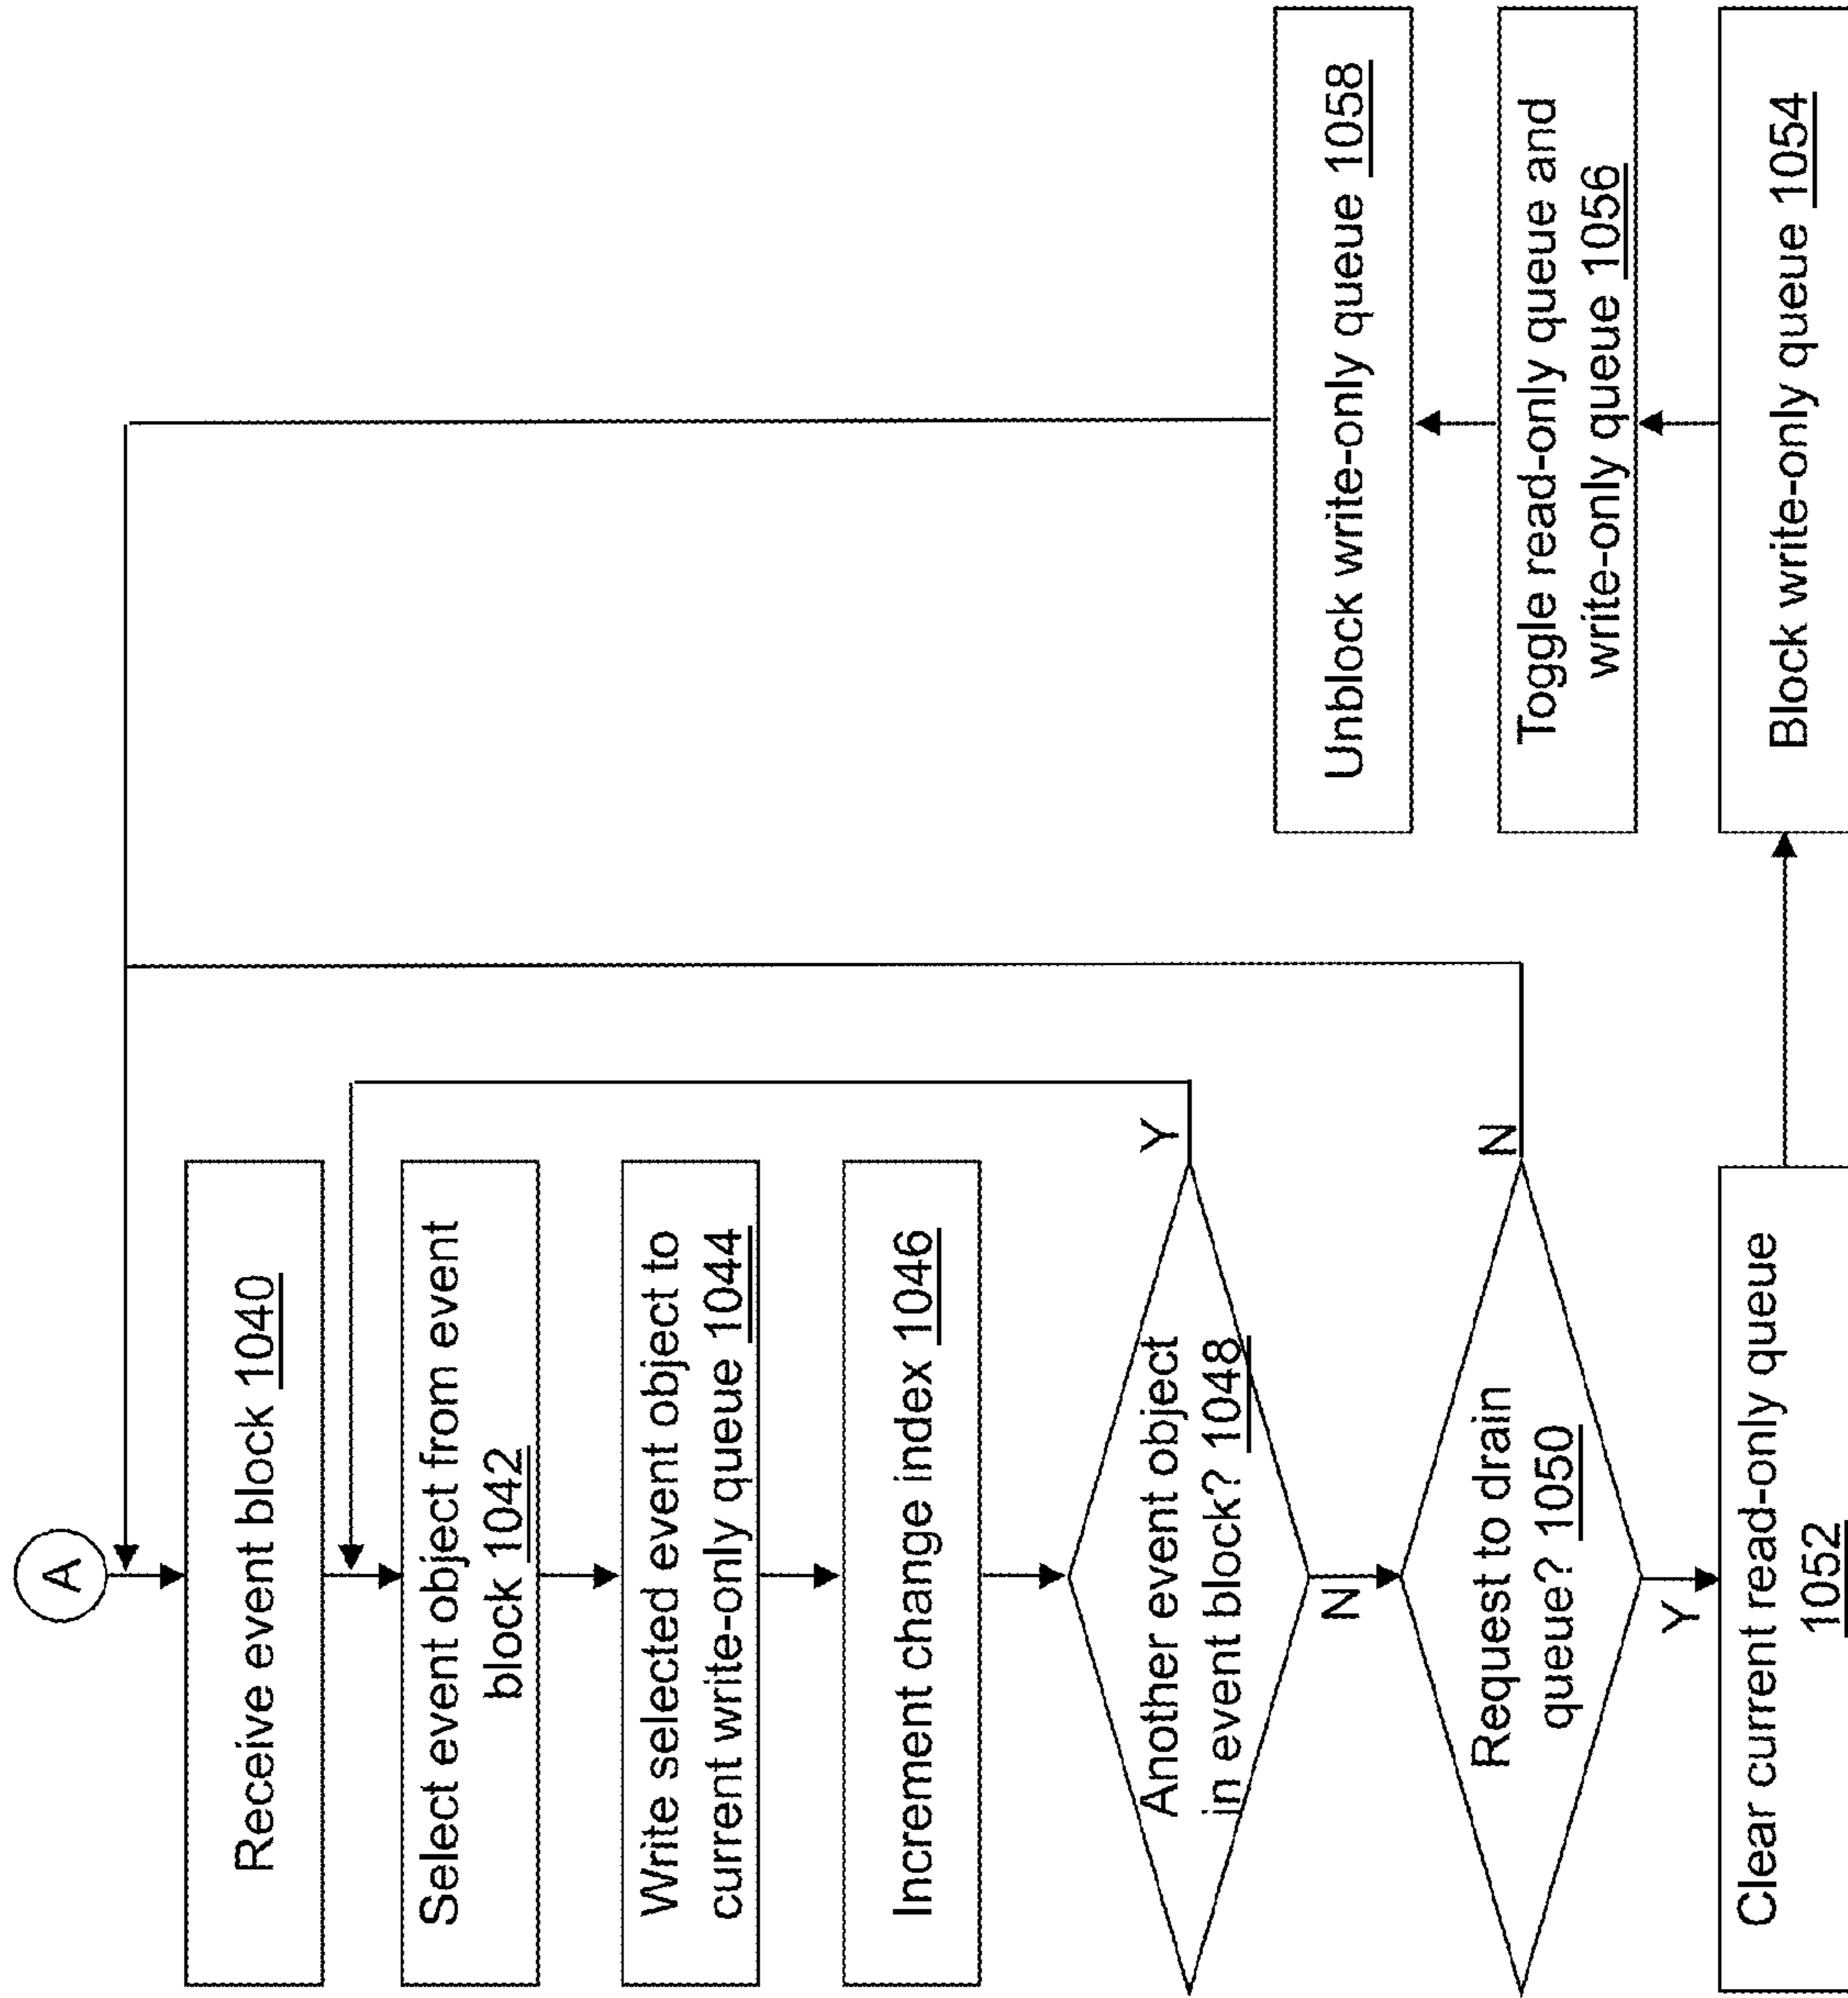 A
Receive event block 1040
Select event object from event
block 1042
Write selected event object to
current write-only queue 1044
Increment change index 1046
Another event object
in event block? 1048
Y
N
Request to drain
queue? 1050
N
Y
Clear current read-only queue
1052
Block write-only queue 1054
Toggle read-only queue and
write-only queue 1056
Unblock write-only queue 1058